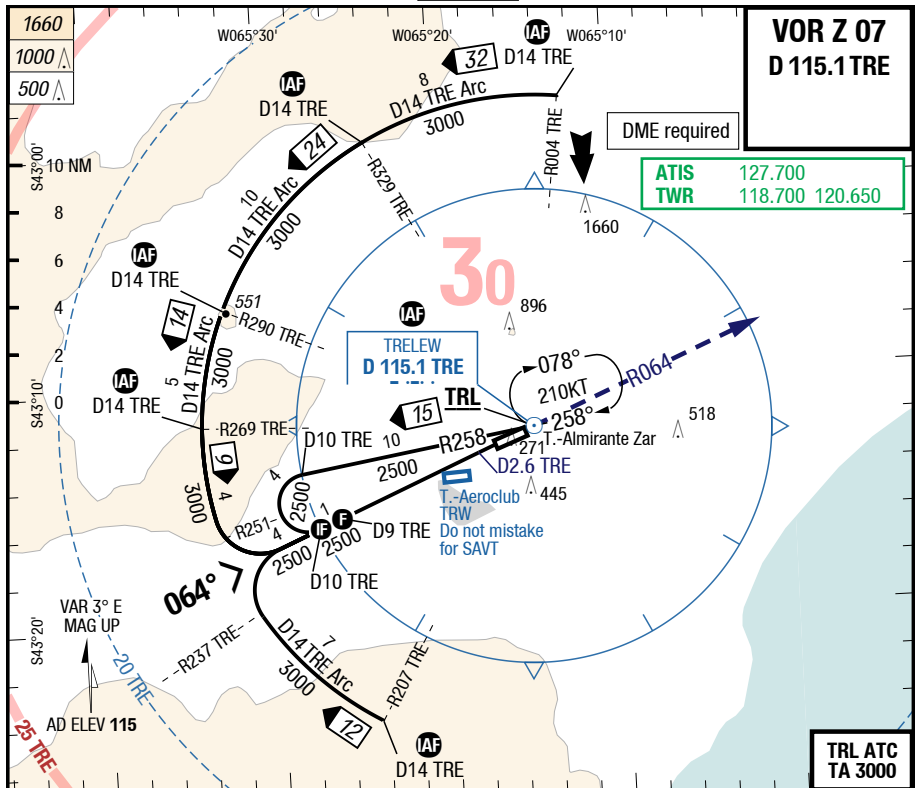 1660
1000
500
W065°30'
W065°20'
W065°10'
VOR Z 07
D 115.1 TRE
IAF
D14 TRE
32
8
D14 TRE Arc
3000
IAF
D14 TRE
24
R004 TRE
DME required
ATIS 127.700
TWR 118.700 120.650
S43°00'
10 NM
8
6
4
2
0
S43°10'
S43°20'
R329 TRE
10
D14 TRE Arc
3000
1660
30
IAF
D14 TRE
551
R290 TRE
14
896
IAF
TRELEW
D 115.1 TRE
078°
210KT
258°
R064
TRL
15
5
D14 TRE Arc
3000
IAF
D14 TRE
R269 TRE
D10 TRE
10
R258
2500
T.-Almirante Zar
271
518
D2.6 TRE
445
T.-Aeroclub
TRW
Do not mistake
for SAVT
9
4
3000
4
2500
R251
4
2500
IF
1
2500
F
D9 TRE
D10 TRE
064°
VAR 3° E
MAG UP
R237 TRE
7
D14 TRE Arc
3000
R207 TRE
12
IAF
D14 TRE
20 TRE
25 TRE
AD ELEV 115
TRL ATC
TA 3000